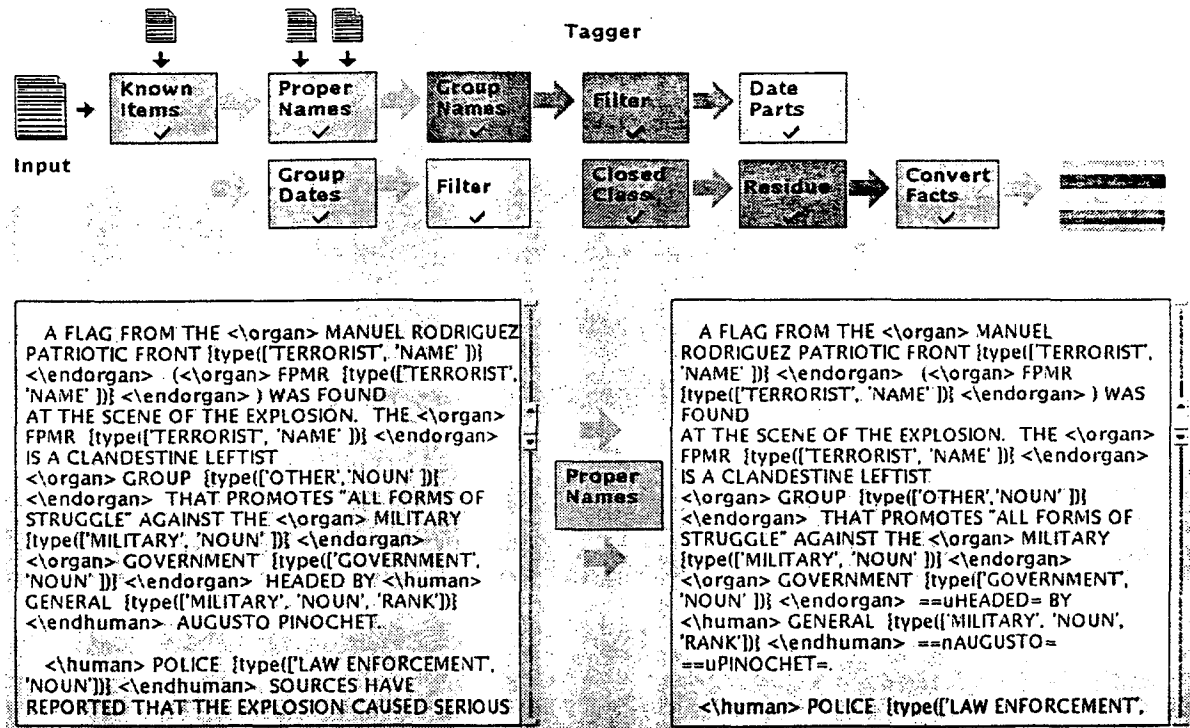 Tagger
Known
Items
Proper
Names
Group
Names
Filter
Date
Parts
Input
Group
Dates
Filter
Closed
Class
Residue
Convert
Facts
A FLAG FROM THE <\organ> MANUEL RODRIGUEZ
PATRIOTIC FRONT {type(['TERRORIST', 'NAME' ])}
<\endorgan> (<\organ> FPMR {type(['TERRORIST',
'NAME' ])} <\endorgan> ) WAS FOUND
AT THE SCENE OF THE EXPLOSION. THE <\organ>
FPMR {type(['TERRORIST', 'NAME' ])} <\endorgan>
IS A CLANDESTINE LEFTIST
<\organ> GROUP {type(['OTHER','NOUN' ])}
<\endorgan> THAT PROMOTES "ALL FORMS OF
STRUGGLE" AGAINST THE <\organ> MILITARY
{type(['MILITARY', 'NOUN' ])} <\endorgan>
<\organ> GOVERNMENT {type(['GOVERNMENT',
'NOUN' ])} <\endorgan> HEADED BY <\human>
GENERAL {type(['MILITARY', 'NOUN', 'RANK'])}
<\endhuman> AUGUSTO PINOCHET.
<\human> POLICE {type(['LAW ENFORCEMENT',
'NOUN'])} <\endhuman> SOURCES HAVE
REPORTED THAT THE EXPLOSION CAUSED SERIOUS
Proper
Names
A FLAG FROM THE <\organ> MANUEL
RODRIGUEZ PATRIOTIC FRONT {type(['TERRORIST',
'NAME' ])} <\endorgan> (<\organ> FPMR
{type(['TERRORIST', 'NAME' ])} <\endorgan> ) WAS
FOUND
AT THE SCENE OF THE EXPLOSION. THE <\organ>
FPMR {type(['TERRORIST', 'NAME' ])} <\endorgan>
IS A CLANDESTINE LEFTIST
<\organ> GROUP {type(['OTHER','NOUN' ])}
<\endorgan> THAT PROMOTES "ALL FORMS OF
STRUGGLE" AGAINST THE <\organ> MILITARY
{type(['MILITARY', 'NOUN' ])} <\endorgan>
<\organ> GOVERNMENT {type(['GOVERNMENT',
'NOUN' ])} <\endorgan> ==uHEADED= BY
<\human> GENERAL {type(['MILITARY', 'NOUN',
'RANK'])} <\endhuman> ==nAUGUSTO=
==uPINOCHET=.
<\human> POLICE {type(['LAW ENFORCEMENT',